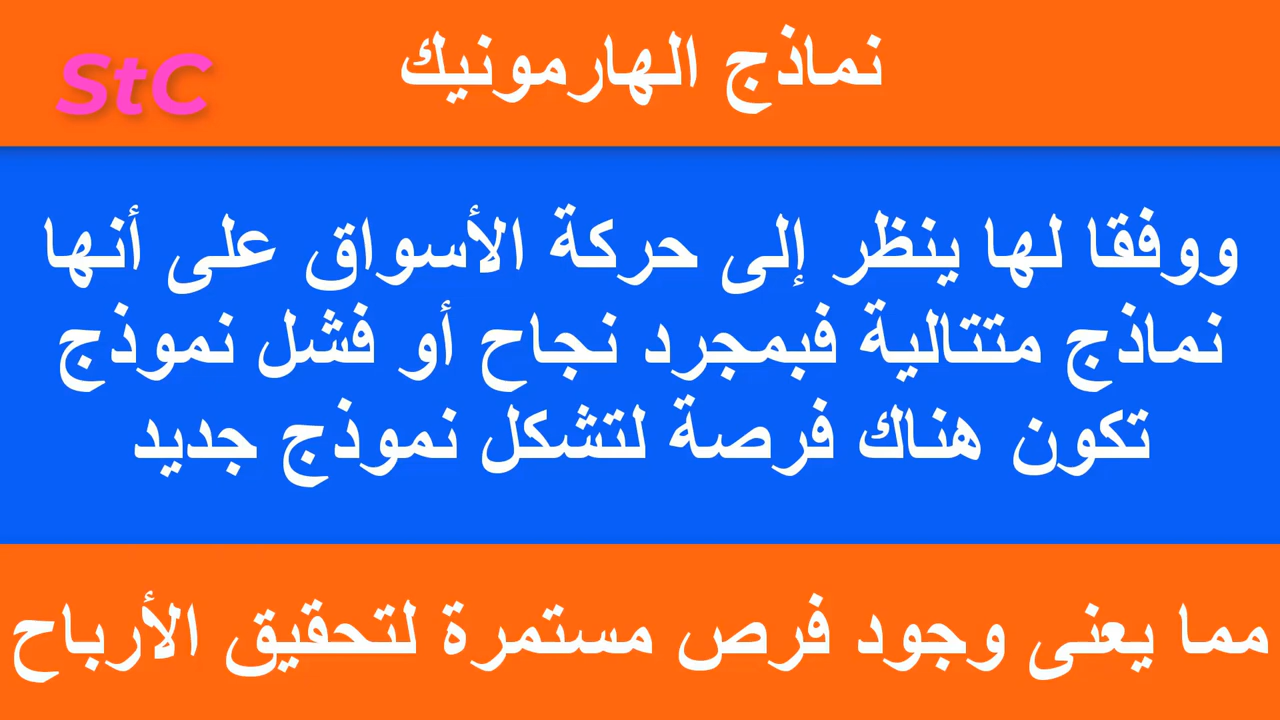 StC
نماذج الهارمونيك
ووفقا لها ينظر إلى حركة الأسواق على أنها
نماذج متتالية فبمجرد نجاح أو فشل نموذج
تكون هناك فرصة لتشكل نموذج جديد
مما يعنى وجود فرص مستمرة لتحقيق الأرباح